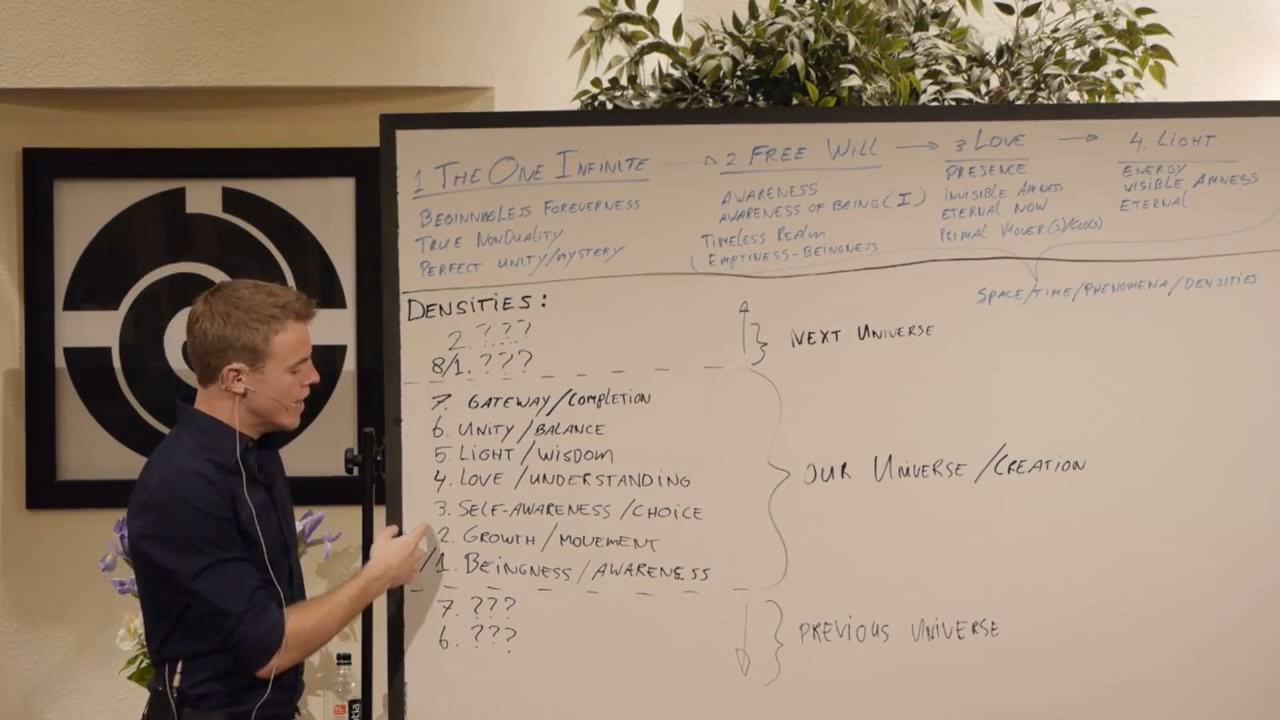 1 THE ONE INFINITE
BEGINNINGLESS FOREVERNESS
TRUE NONDUALITY
PERFECT UNITY/MYSTERY
2 FREE WILL
AWARENESS
AWARENESS OF BEING (I)
TIMELESS REALM
EMPTINESS-BEINGNESS
3 LOVE
PRESENCE
INVISIBLE AMNESS
ETERNAL NOW
PRIMAL MOVER(S)/GOD(S)
4. LIGHT
ENERGY
VISIBLE AMNESS
ETERNAL
SPACE/TIME/PHENOMENA/DENSITIES
DENSITIES:
2. ???
8/1. ???
NEXT UNIVERSE
7. GATEWAY/COMPLETION
6. UNITY/BALANCE
5. LIGHT/WISDOM
4. LOVE/UNDERSTANDING
3. SELF-AWARENESS/CHOICE
2. GROWTH/MOVEMENT
/1. BEINGNESS/AWARENESS
OUR UNIVERSE/CREATION
7. ???
6. ???
PREVIOUS UNIVERSE